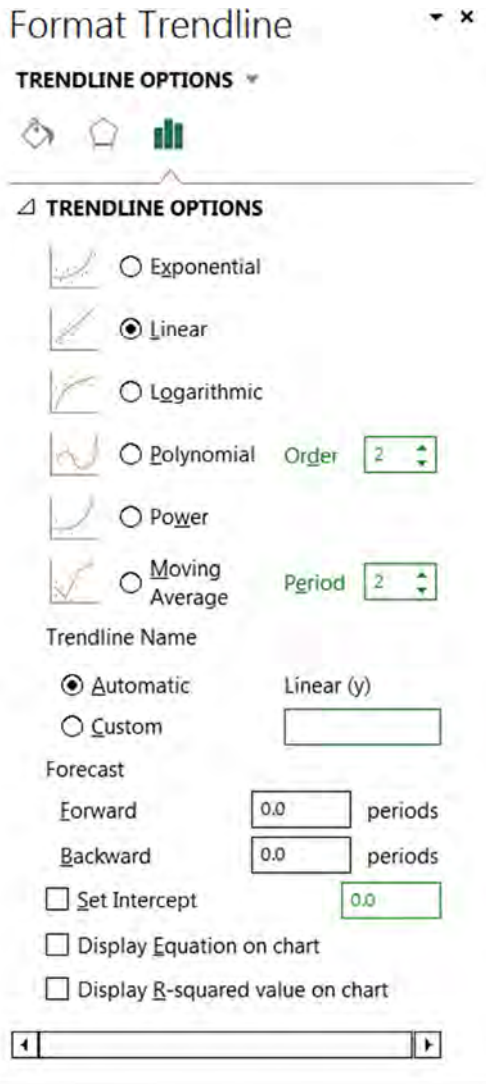 Format Trendline
TRENDLINE OPTIONS
TRENDLINE OPTIONS
Exponential
Linear
Logarithmic
Polynomial Order 2
Power
Moving
Average Period 2
Trendline Name
Automatic Linear (y)
Custom
Forecast
Forward 0.0 periods
Backward 0.0 periods
Set Intercept 0.0
Display Equation on chart
Display R-squared value on chart